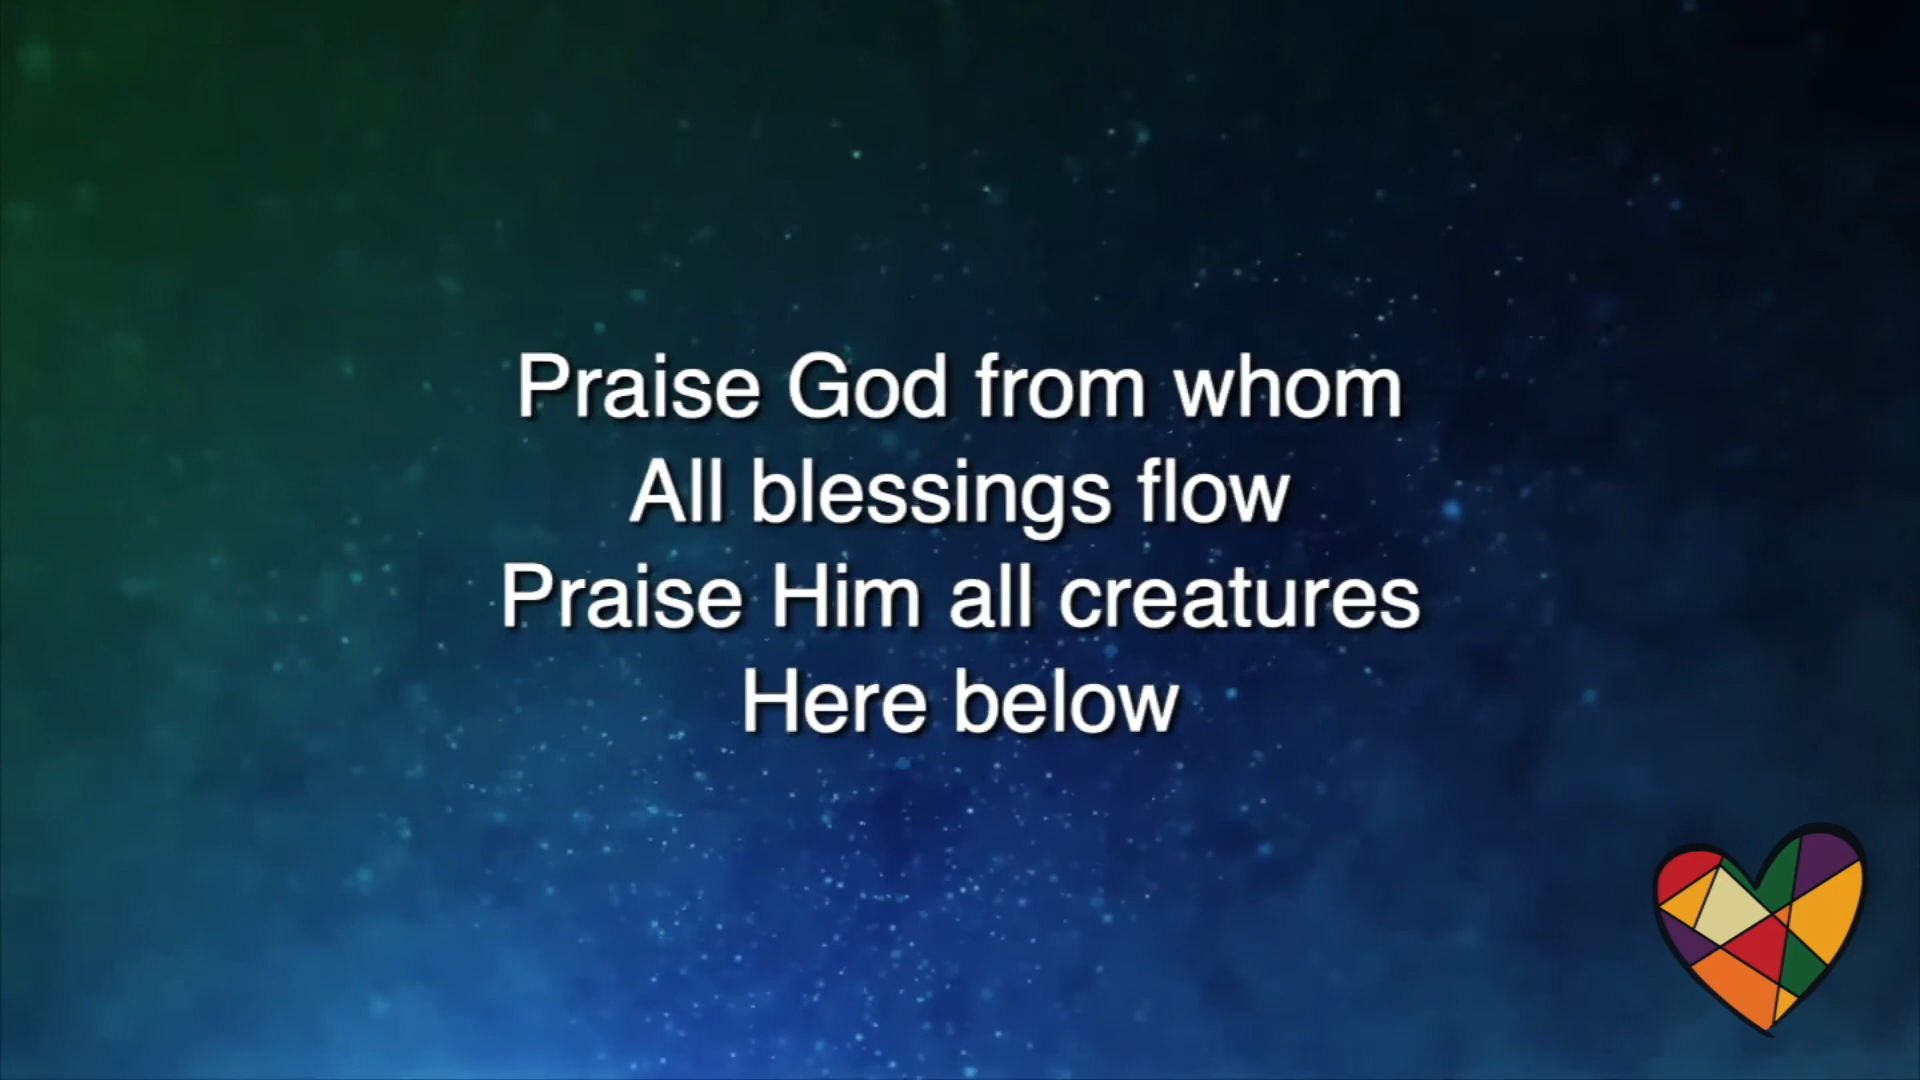 Praise God from whom
All blessings flow
Praise Him all creatures
Here below